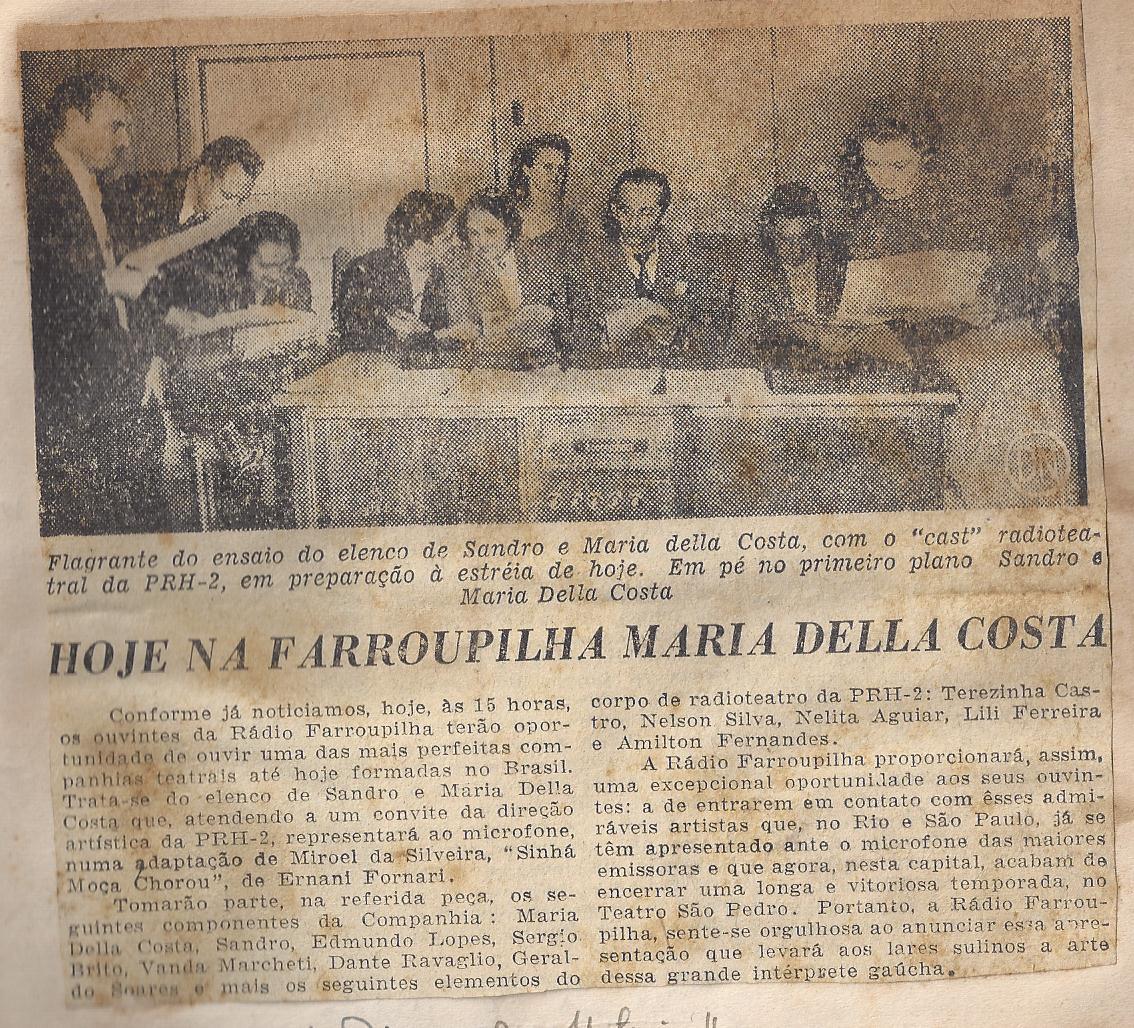 Flagrante do ensaio do elenco de Sandro e Maria della Costa, com o “cast” radiotea-
tral da PRH-2, em preparação à estréia de hoje. Em pé no primeiro plano Sandro e
Maria Della Costa
HOJE NA FARROUPILHA MARIA DELLA COSTA
Conforme já noticiamos, hoje, às 15 horas,
os ouvintes da Rádio Farroupilha terão opor-
tunidade de ouvir uma das mais perfeitas com-
panhias teatrais até hoje formadas no Brasil.
Trata-se do elenco de Sandro e Maria Della
Costa que, atendendo a um convite da direção
artística da PRH-2, representará ao microfone,
numa adaptação de Miroel da Silveira, “Sinhá
Moça Chorou”, de Ernani Fornari.
Tomarão parte, na referida peça, os se-
guintes componentes da Companhia: Maria
Della Costa, Sandro, Edmundo Lopes, Sergio
Brito, Vanda Marcheti, Dante Ravaglio, Geral-
do Soares e mais os seguintes elementos do
corpo de radioteatro da PRH-2: Terezinha Cas-
tro, Nelson Silva, Nelita Aguiar, Lili Ferreira
e Amilton Fernandes.
A Rádio Farroupilha proporcionará, assim,
uma excepcional oportunidade aos seus ouvin-
tes: a de entrarem em contato com êsses admi-
ráveis artistas que, no Rio e São Paulo, já se
têm apresentado ante o microfone das maiores
emissoras e que agora, nesta capital, acabam de
encerrar uma longa e vitoriosa temporada, no
Teatro São Pedro. Portanto, a Rádio Farrou-
pilha, sente-se orgulhosa ao anunciar essa apre-
sentação que levará aos lares sulinos a arte
dessa grande intérprete gaúcha.